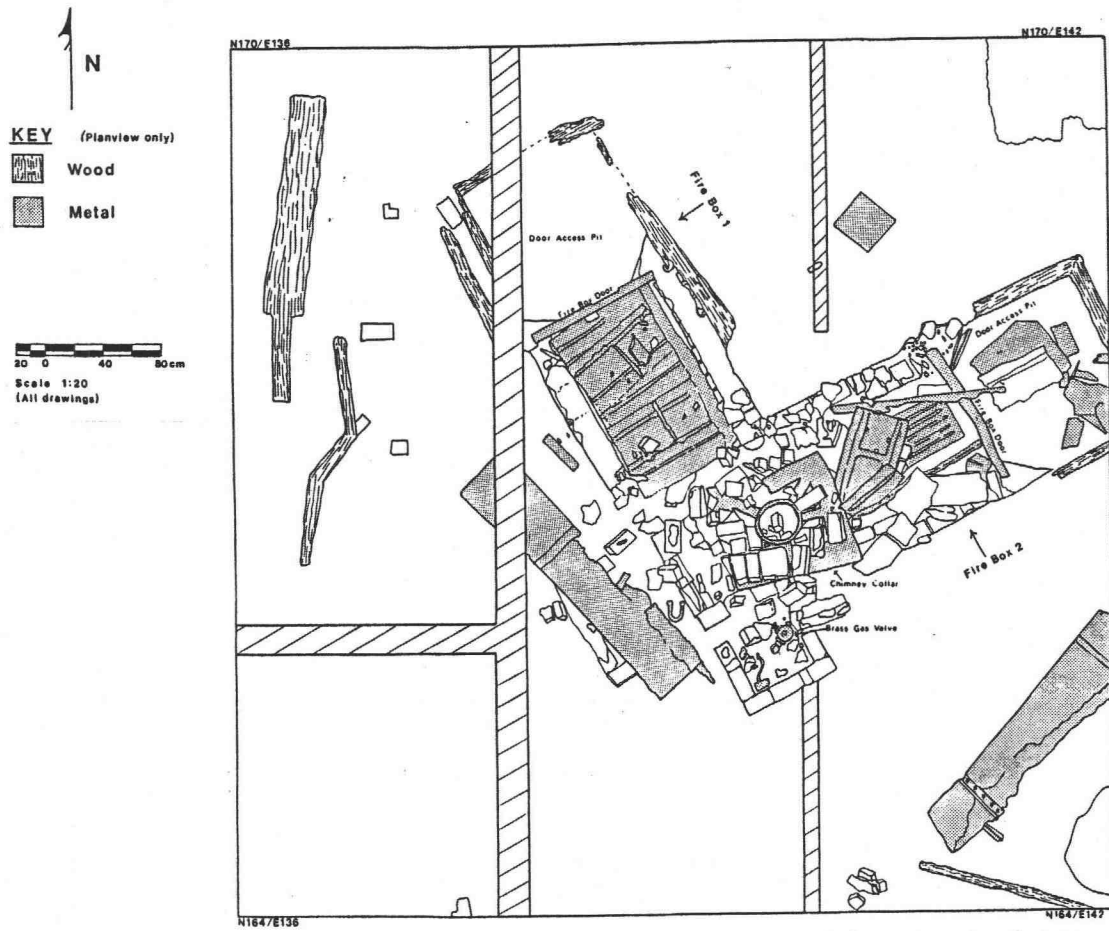 N170/E136
N170/E142
N
KEY (Planview only)
Wood
Metal
20 0 40 80cm
Scale 1:20
(All drawings)
Fire Box 1
Door Access Pit
Fire Box Door
Door Access Pit
Fire Box Door
Fire Box 2
Chimney Collar
Brass Gas Valve
N164/E136
N164/E142